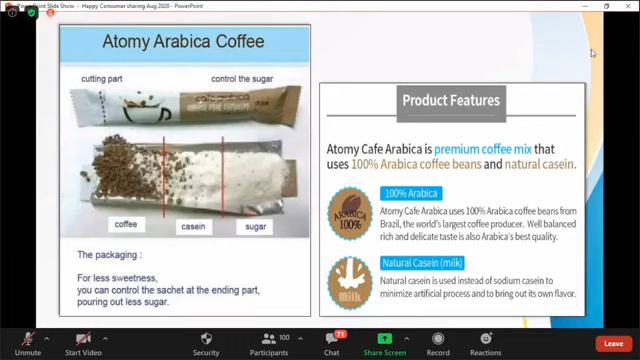 PowerPoint Slide Show - Happy Consumer sharing Aug 2020 - PowerPoint
Atomy Arabica Coffee
cutting part
control the sugar
coffee
casein
sugar
The packaging :
For less sweetness,
you can control the sachet at the ending part,
pouring out less sugar.
Product Features
Atomy Cafe Arabica is premium coffee mix that
uses 100% Arabica coffee beans and natural casein.
100% Arabica
ARABICA
100%
Atomy Cafe Arabica uses 100% Arabica coffee beans from
Brazil, the world's largest coffee producer. Well balanced
rich and delicate taste is also Arabica's best quality.
Natural Casein (milk)
Milk
Natural casein is used instead of sodium casein to
minimize artificial process and to bring out its own flavor.
Unmute
Start Video
Security
Participants
100
Chat
71
Share Screen
Record
Reactions
Leave